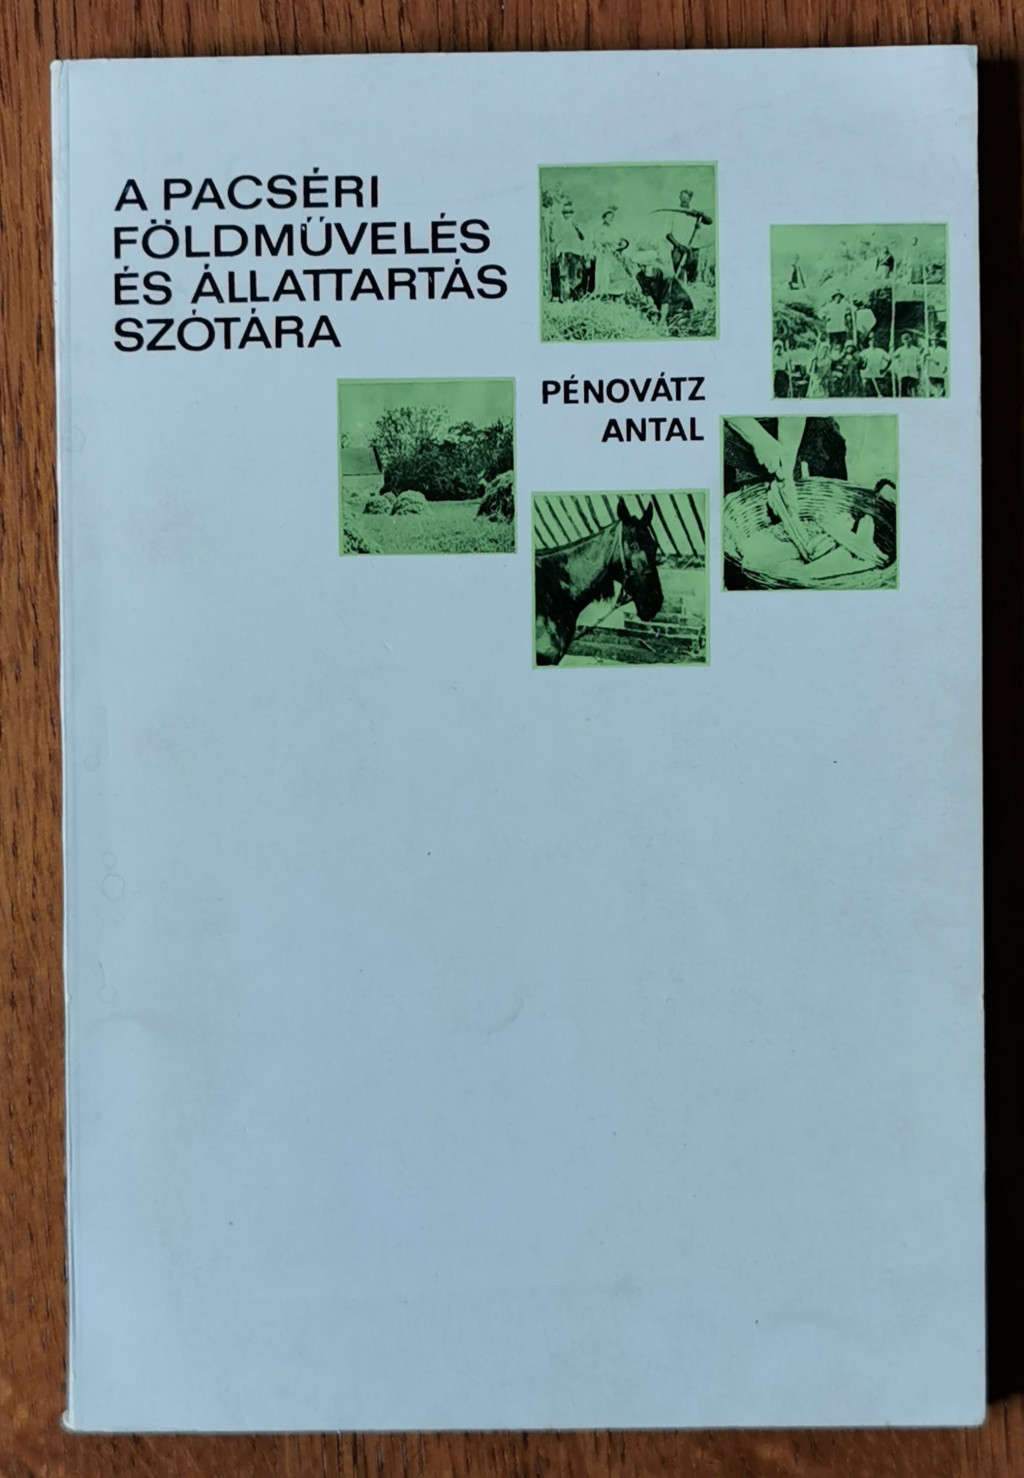 A PACSÉRI
FÖLDMŰVELÉS
ÉS ÁLLATTARTÁS
SZÓTÁRA
PÉNOVÁTZ
ANTAL